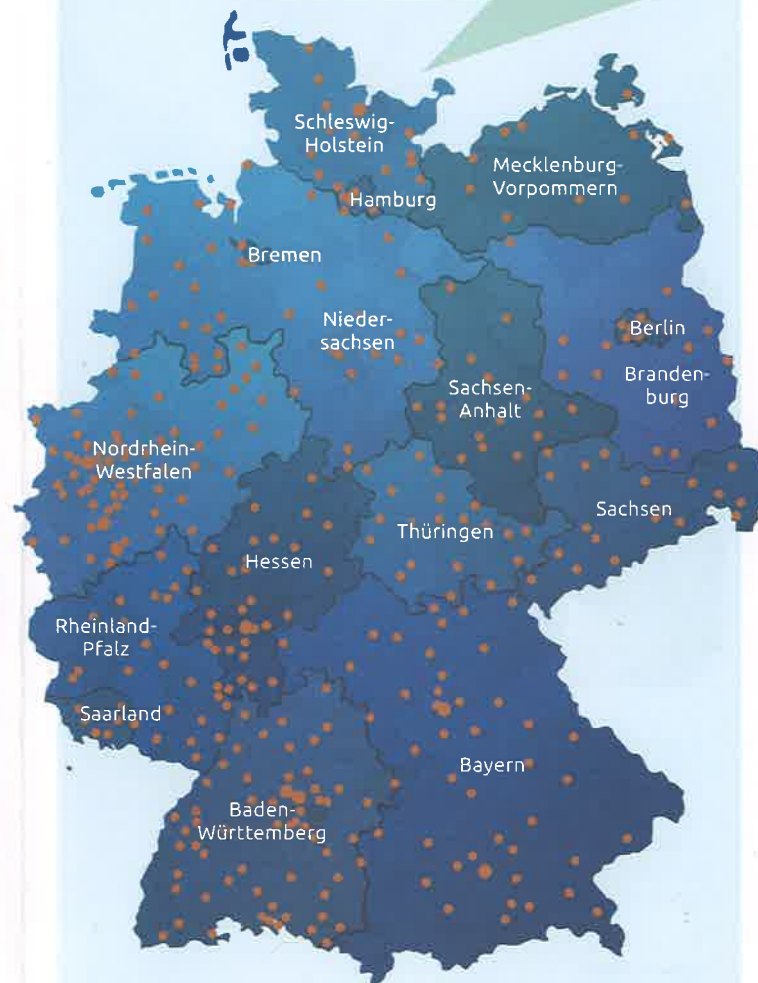 Schleswig-
Holstein
Mecklenburg-
Vorpommern
Hamburg
Bremen
Nieder-
sachsen
Berlin
Branden-
burg
Sachsen-
Anhalt
Nordrhein-
Westfalen
Sachsen
Thüringen
Hessen
Rheinland-
Pfalz
Saarland
Bayern
Baden-
Württemberg